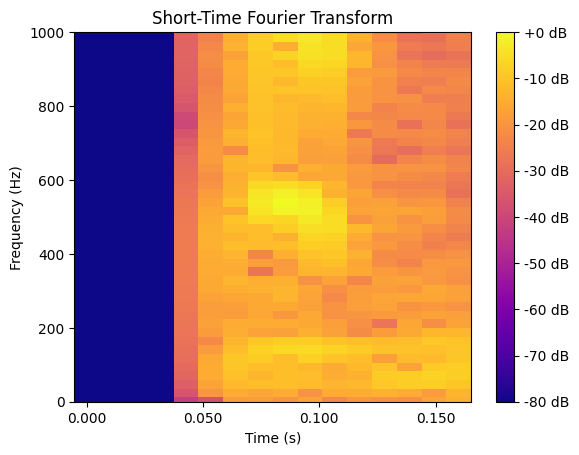 Short-Time Fourier Transform
Frequency (Hz)
1000
800
600
400
200
0
0.000
0.050
0.100
0.150
Time (s)
+0 dB
-10 dB
-20 dB
-30 dB
-40 dB
-50 dB
-60 dB
-70 dB
-80 dB